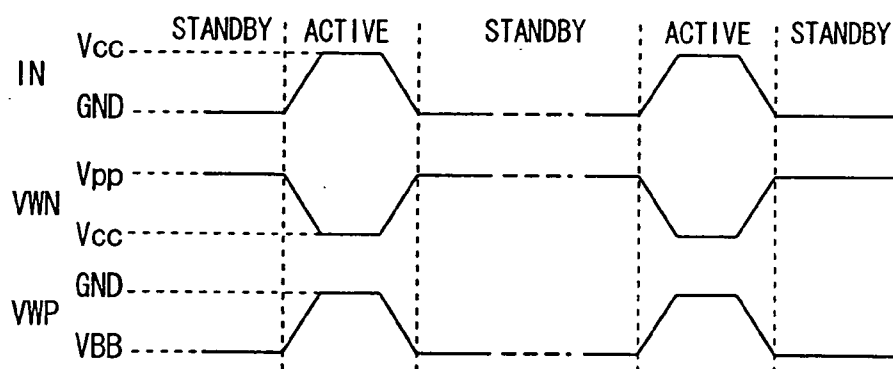 STANDBY ACTIVE STANDBY ACTIVE STANDBY
Vcc
IN
GND
Vpp
VWN
Vcc
GND
VWP
VBB